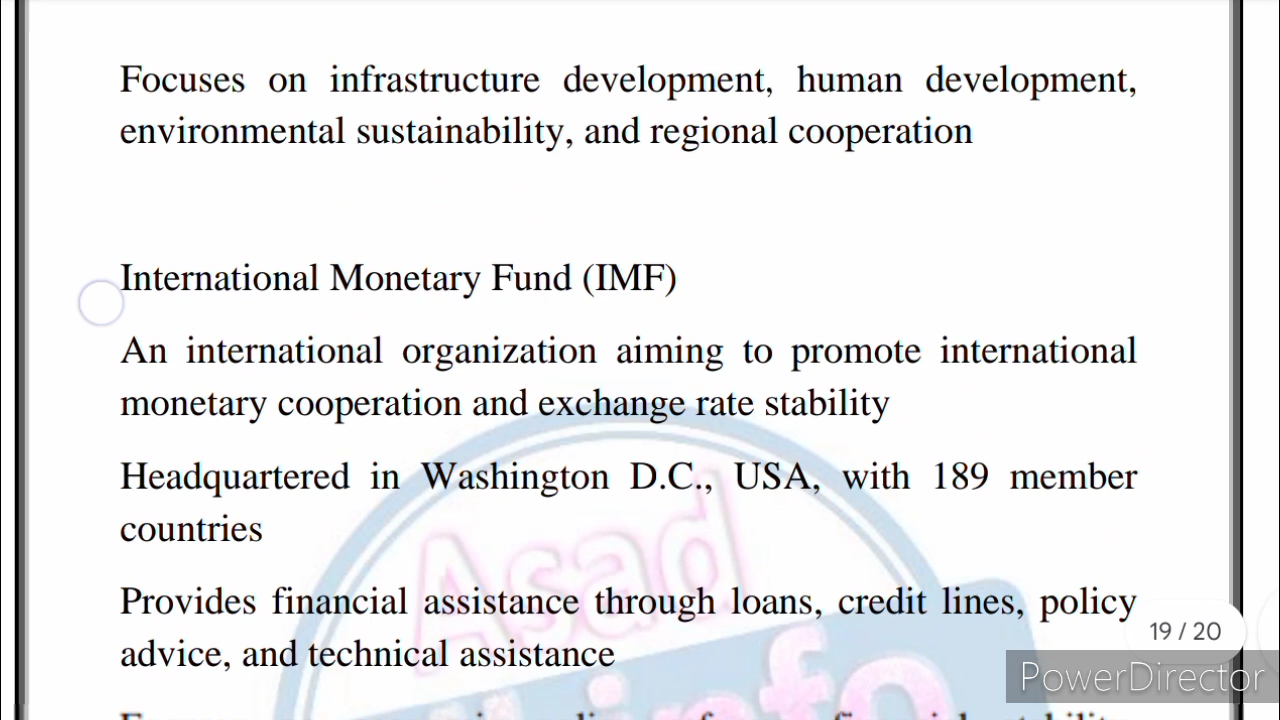 Focuses on infrastructure development, human development,
environmental sustainability, and regional cooperation
International Monetary Fund (IMF)
An international organization aiming to promote international
monetary cooperation and exchange rate stability
Headquartered in Washington D.C., USA, with 189 member
countries
Provides financial assistance through loans, credit lines, policy
advice, and technical assistance
19 / 20
PowerDirector
Asad
info